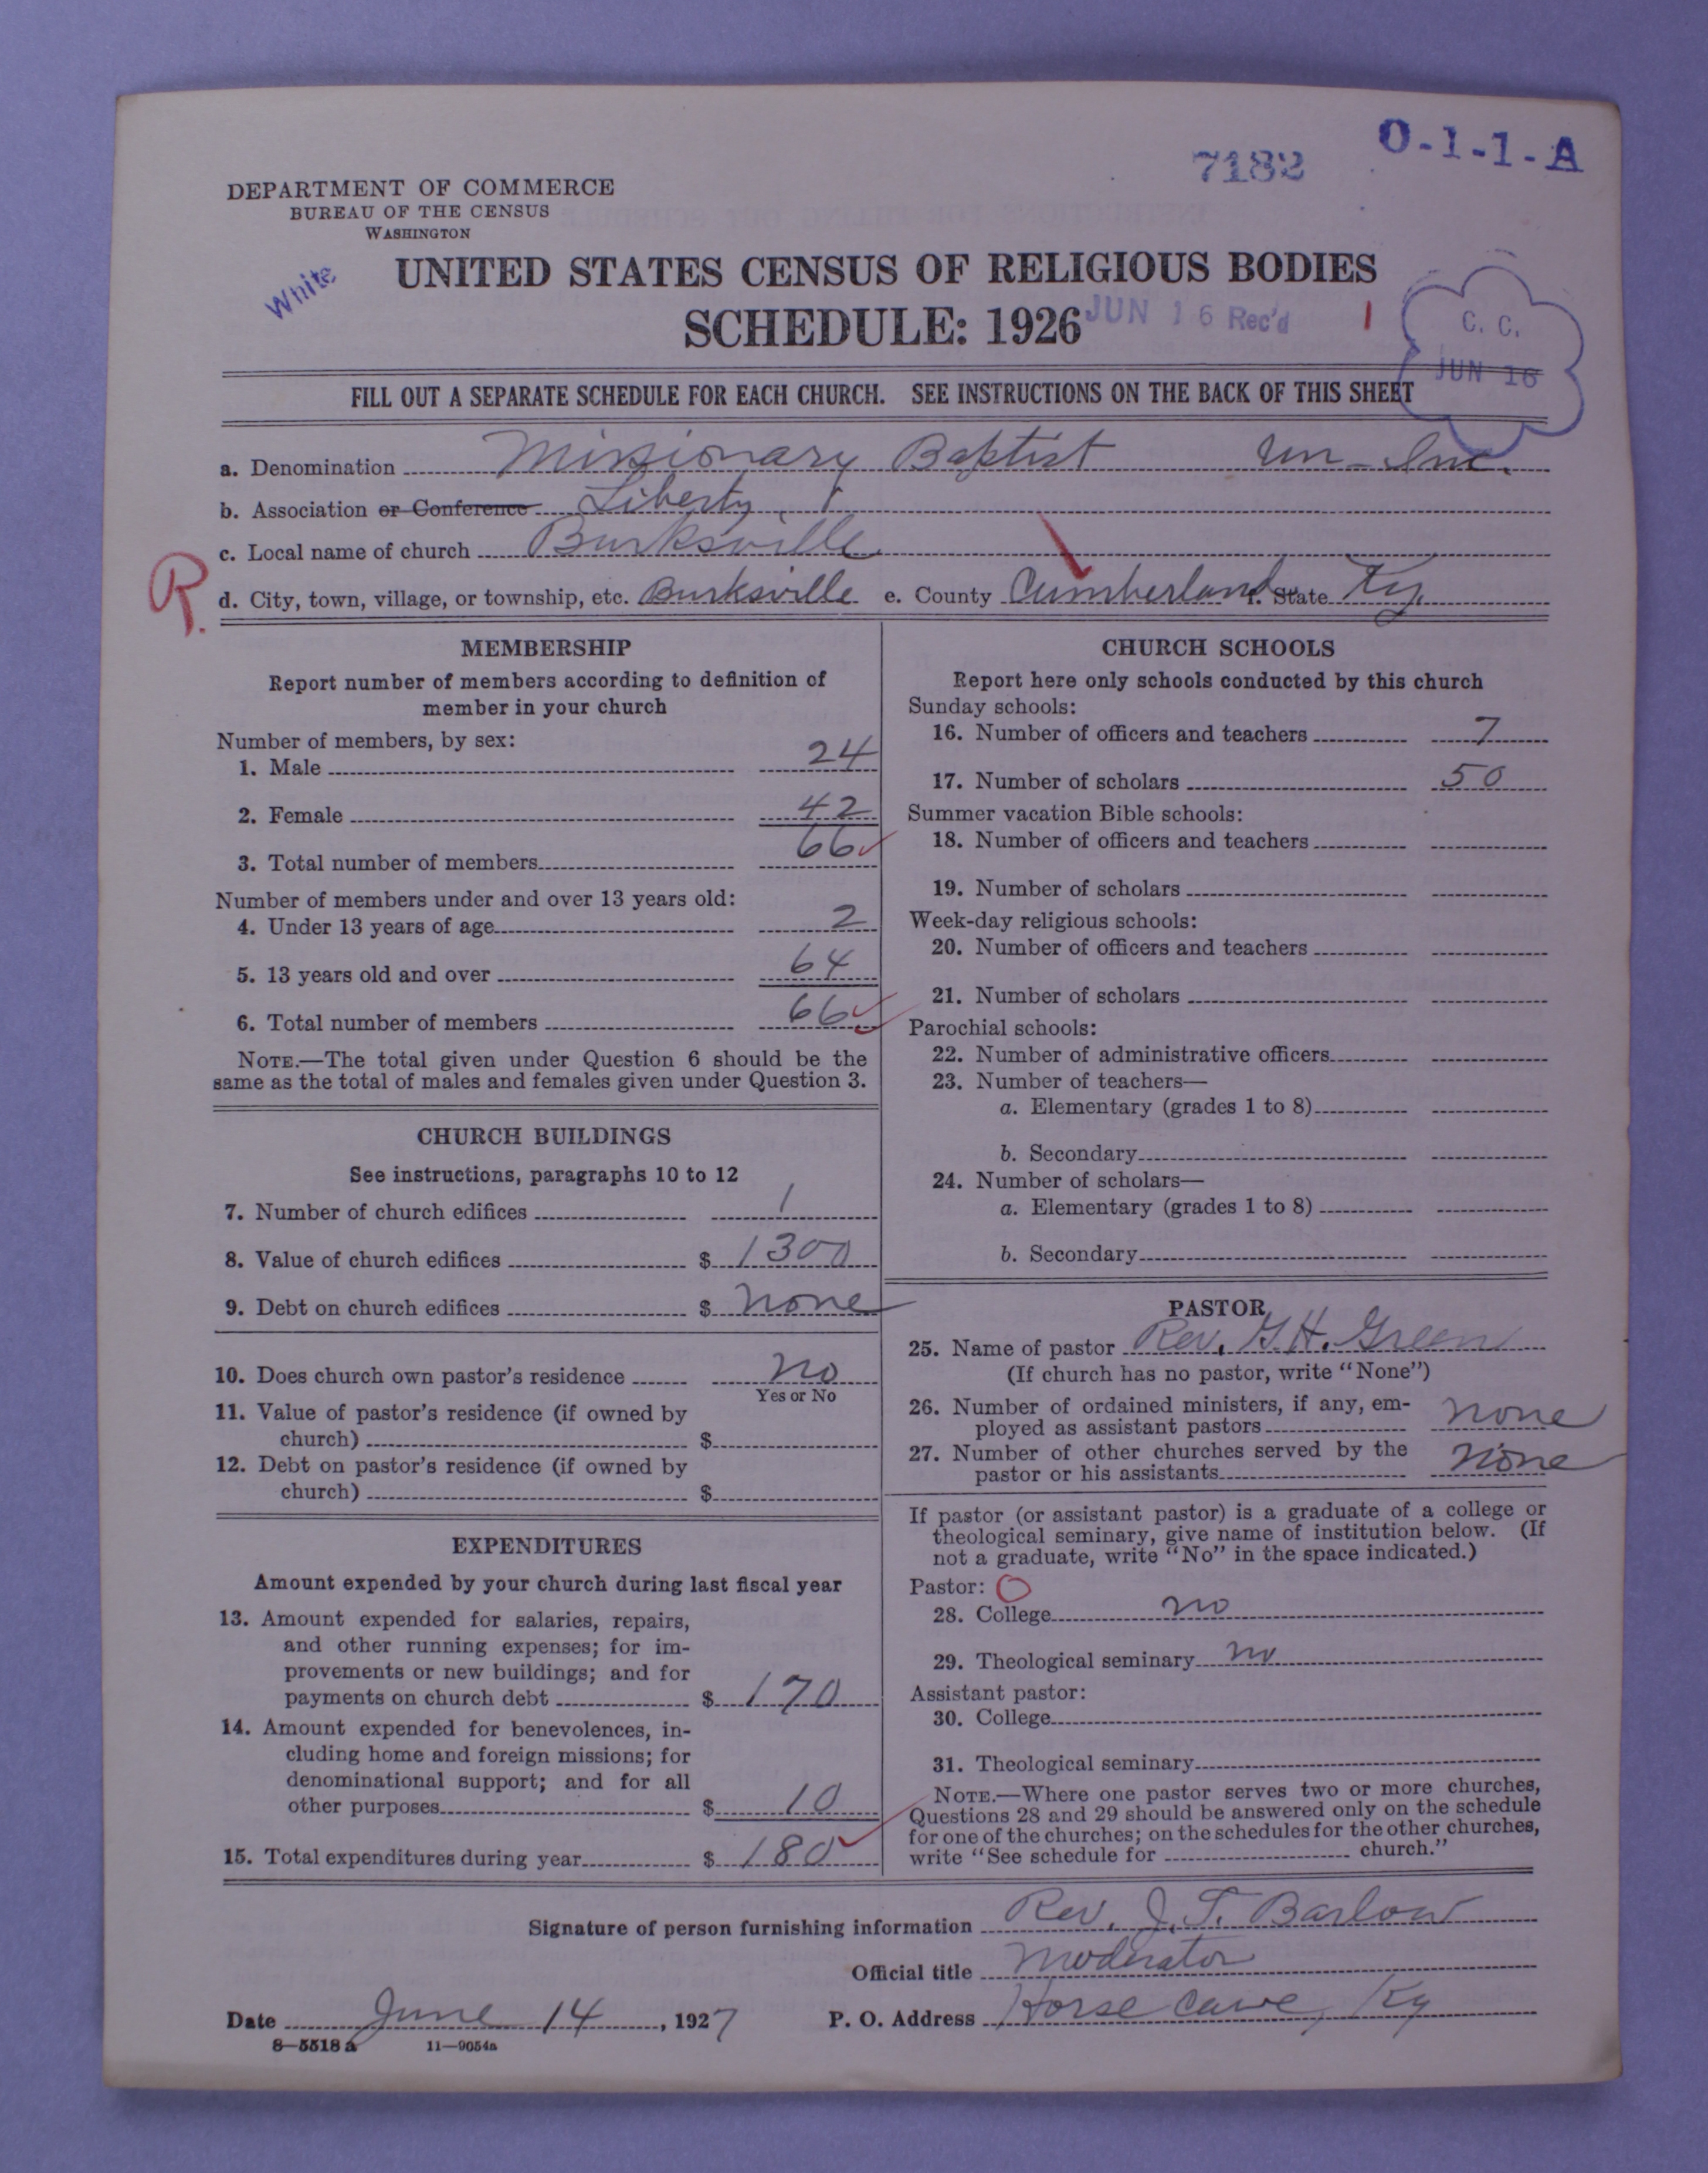 O-1-1-A
7182
DEPARTMENT OF COMMERCE
BUREAU OF THE CENSUS
WASHINGTON
White
UNITED STATES CENSUS OF RELIGIOUS BODIES
SCHEDULE: 1926
JUN 16 Rec'd
1
C. C.
JUN 16
FILL OUT A SEPARATE SCHEDULE FOR EACH CHURCH. SEE INSTRUCTIONS ON THE BACK OF THIS SHEET
a. Denomination Missionary Baptist Un-Inc.
b. Association or Conference Liberty
c. Local name of church Burksville
R.
d. City, town, village, or township, etc. Burksville e. County Cumberland f. State Ky.
MEMBERSHIP
Report number of members according to definition of
member in your church
Number of members, by sex:
1. Male 24
2. Female 42
3. Total number of members 66
Number of members under and over 13 years old:
4. Under 13 years of age 2
5. 13 years old and over 64
6. Total number of members 66
NOTE.—The total given under Question 6 should be the
same as the total of males and females given under Question 3.
CHURCH BUILDINGS
See instructions, paragraphs 10 to 12
7. Number of church edifices 1
8. Value of church edifices $ 1300
9. Debt on church edifices $ none
10. Does church own pastor's residence no
Yes or No
11. Value of pastor's residence (if owned by
church) $
12. Debt on pastor's residence (if owned by
church) $
EXPENDITURES
Amount expended by your church during last fiscal year
13. Amount expended for salaries, repairs,
and other running expenses; for im-
provements or new buildings; and for
payments on church debt $ 170
14. Amount expended for benevolences, in-
cluding home and foreign missions; for
denominational support; and for all
other purposes $ 10
15. Total expenditures during year $ 180
CHURCH SCHOOLS
Report here only schools conducted by this church
Sunday schools:
16. Number of officers and teachers 7
17. Number of scholars 50
Summer vacation Bible schools:
18. Number of officers and teachers
19. Number of scholars
Week-day religious schools:
20. Number of officers and teachers
21. Number of scholars
Parochial schools:
22. Number of administrative officers
23. Number of teachers—
a. Elementary (grades 1 to 8)
b. Secondary
24. Number of scholars—
a. Elementary (grades 1 to 8)
b. Secondary
PASTOR
25. Name of pastor Rev. G. H. Green
(If church has no pastor, write "None")
26. Number of ordained ministers, if any, em-
ployed as assistant pastors none
27. Number of other churches served by the
pastor or his assistants None
If pastor (or assistant pastor) is a graduate of a college or
theological seminary, give name of institution below. (If
not a graduate, write "No" in the space indicated.)
Pastor: O
28. College no
29. Theological seminary no
Assistant pastor:
30. College
31. Theological seminary
NOTE.—Where one pastor serves two or more churches,
Questions 28 and 29 should be answered only on the schedule
for one of the churches; on the schedules for the other churches,
write "See schedule for church."
Signature of person furnishing information Rev. J. T. Barlow
Official title Moderator
Date June 14, 1927 P. O. Address Horse Cave, Ky
8—5518 a 11—9054a